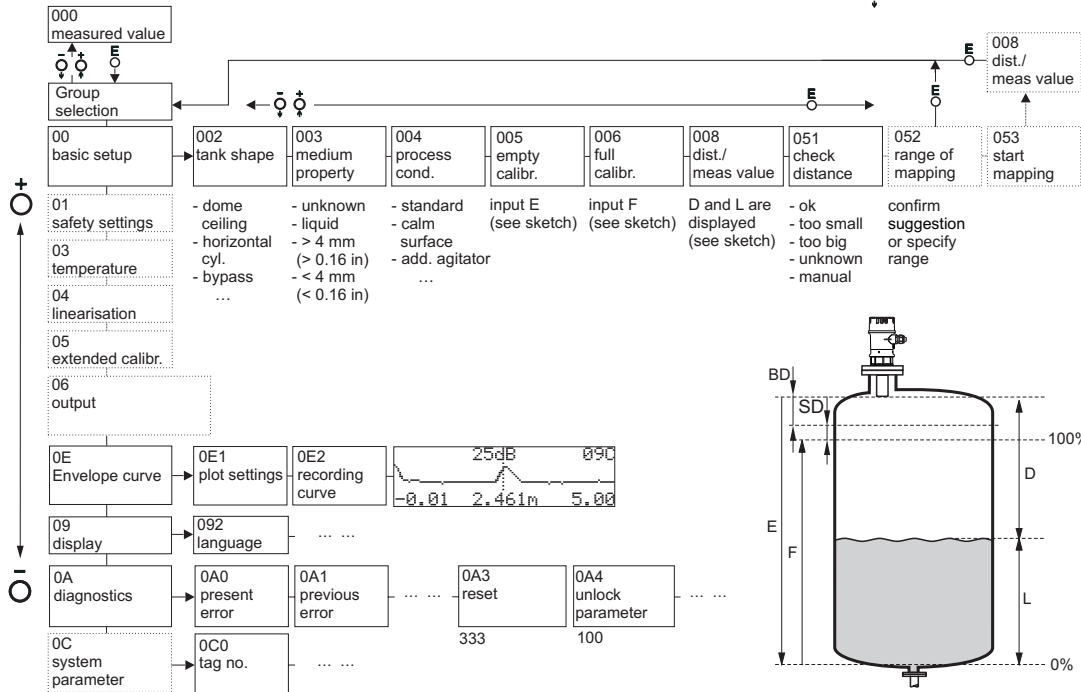 000
measured value
- +
E
Group
selection
- +
E
E
E
008
dist./
meas value
00
basic setup
002
tank shape
003
medium
property
004
process
cond.
005
empty
calibr.
006
full
calibr.
008
dist./
meas value
051
check
distance
052
range of
mapping
053
start
mapping
- dome
ceiling
- horizontal
cyl.
- bypass
...
- unknown
- liquid
- > 4 mm
(> 0.16 in)
- < 4 mm
(< 0.16 in)
- standard
- calm
surface
- add. agitator
...
input E
(see sketch)
input F
(see sketch)
D and L are
displayed
(see sketch)
- ok
- too small
- too big
- unknown
- manual
confirm
suggestion
or specify
range
+
01
safety settings
03
temperature
04
linearisation
05
extended calibr.
06
output
0E
Envelope curve
0E1
plot settings
0E2
recording
curve
25dB 09C
-0.01 2.461m 5.00
09
display
092
language
... ...
-
0A
diagnostics
0A0
present
error
0A1
previous
error
... ...
0A3
reset
333
0A4
unlock
parameter
100
... ...
0C
system
parameter
0C0
tag no.
... ...
BD
SD
100%
D
E
F
L
0%